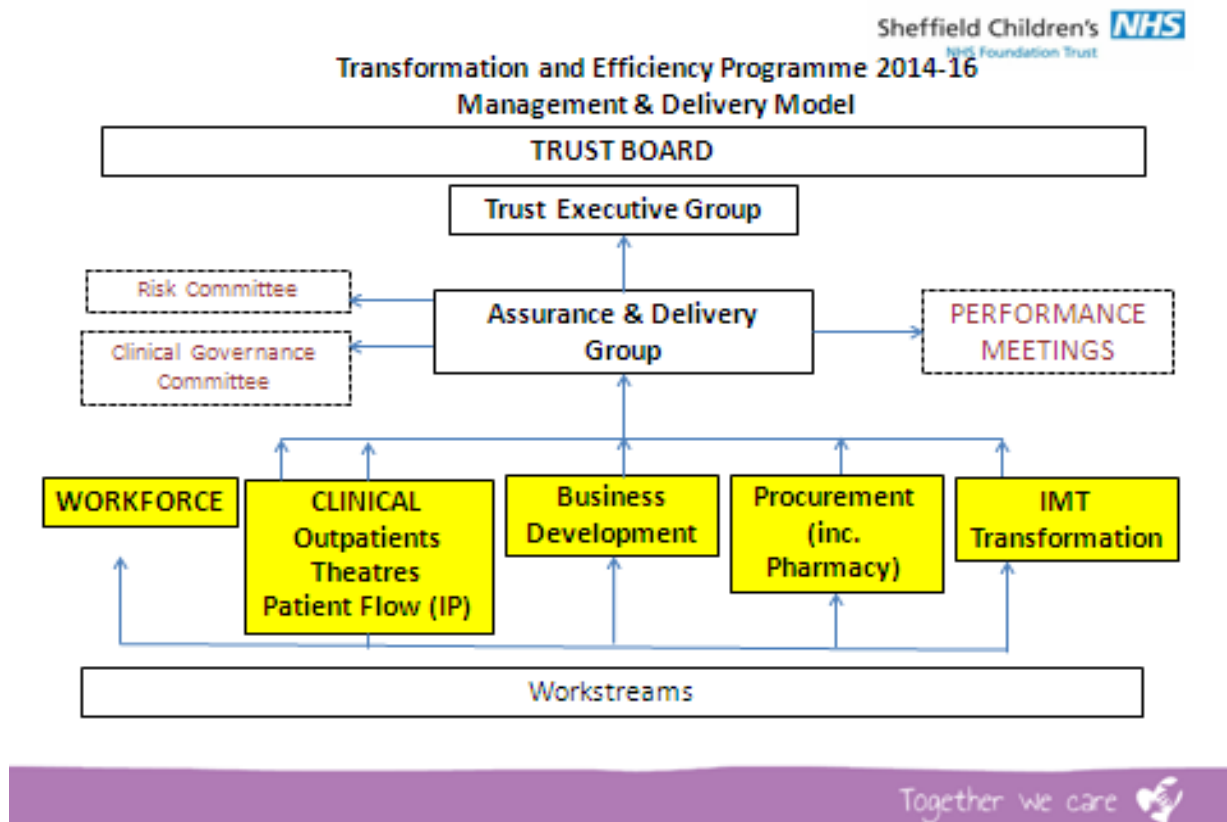 Sheffield Children's NHS
NHS Foundation Trust
Transformation and Efficiency Programme 2014-16
Management & Delivery Model
TRUST BOARD
Trust Executive Group
Risk Committee
Clinical Governance
Committee
Assurance & Delivery
Group
PERFORMANCE
MEETINGS
WORKFORCE
CLINICAL
Outpatients
Theatres
Patient Flow (IP)
Business
Development
Procurement
(inc.
Pharmacy)
IMT
Transformation
Workstreams
Together we care